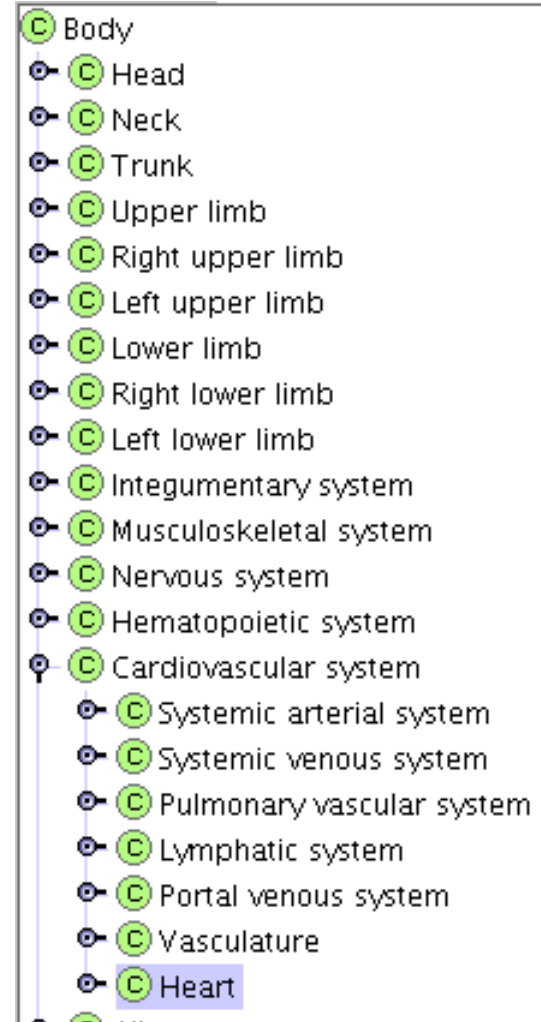 C Body
C Head
C Neck
C Trunk
C Upper limb
C Right upper limb
C Left upper limb
C Lower limb
C Right lower limb
C Left lower limb
C Integumentary system
C Musculoskeletal system
C Nervous system
C Hematopoietic system
C Cardiovascular system
C Systemic arterial system
C Systemic venous system
C Pulmonary vascular system
C Lymphatic system
C Portal venous system
C Vasculature
C Heart